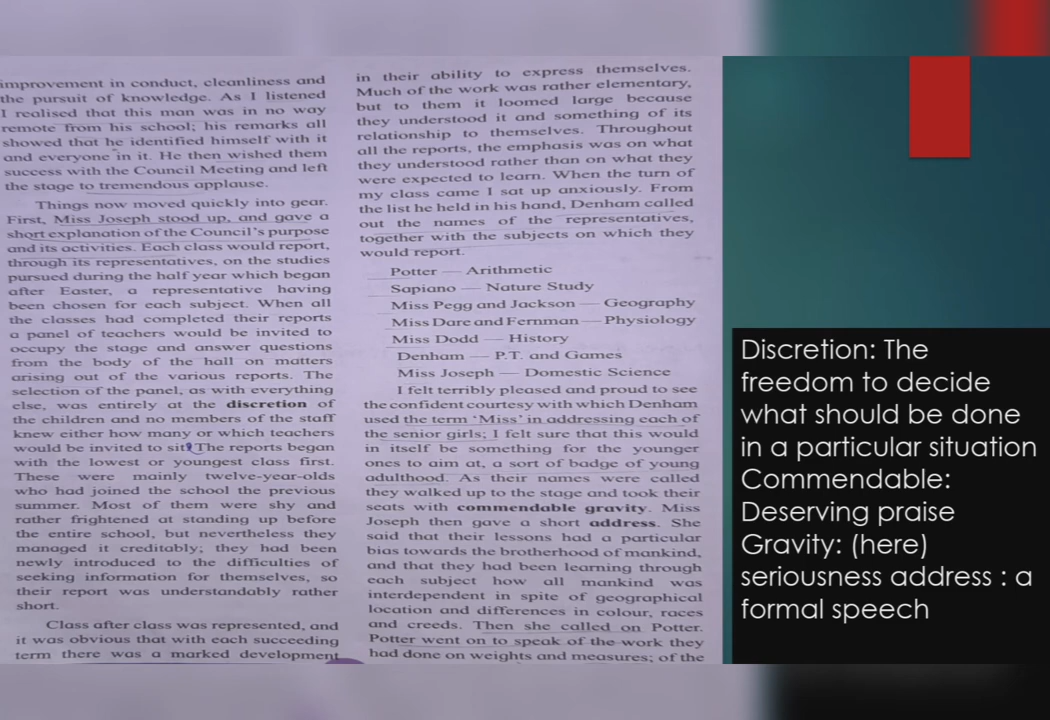 improvement in conduct, cleanliness and
the pursuit of knowledge. As I listened
I realised that this man was in no way
remote from his school; his remarks all
showed that he identified himself with it
and everyone in it. He then wished them
success with the Council Meeting and left
the stage to tremendous applause.
Things now moved quickly into gear.
First, Miss Joseph stood up, and gave a
short explanation of the Council's purpose
and its activities. Each class would report,
through its representatives, on the studies
pursued during the half year which began
after Easter, a representative having
been chosen for each subject. When all
the classes had completed their reports
a panel of teachers would be invited to
occupy the stage and answer questions
from the body of the hall on matters
arising out of the various reports. The
selection of the panel, as with everything
else, was entirely at the discretion of
the children and no members of the staff
knew either how many or which teachers
would be invited to sit. The reports began
with the lowest or youngest class first.
These were mainly twelve-year-olds
who had joined the school the previous
summer. Most of them were shy and
rather frightened at standing up before
the entire school, but nevertheless they
managed it creditably; they had been
newly introduced to the difficulties of
seeking information for themselves, so
their report was understandably rather
short.
Class after class was represented, and
it was obvious that with each succeeding
term there was a marked development
in their ability to express themselves.
Much of the work was rather elementary,
but to them it loomed large because
they understood it and something of its
relationship to themselves. Throughout
all the reports, the emphasis was on what
they understood rather than on what they
were expected to learn. When the turn of
my class came I sat up anxiously. From
the list he held in his hand, Denham called
out the names of the representatives,
together with the subjects on which they
would report.
Potter — Arithmetic
Sapiano — Nature Study
Miss Pegg and Jackson — Geography
Miss Dare and Fernman — Physiology
Miss Dodd — History
Denham — P.T. and Games
Miss Joseph — Domestic Science
I felt terribly pleased and proud to see
the confident courtesy with which Denham
used the term 'Miss' in addressing each of
the senior girls; I felt sure that this would
in itself be something for the younger
ones to aim at, a sort of badge of young
adulthood. As their names were called
they walked up to the stage and took their
seats with commendable gravity. Miss
Joseph then gave a short address. She
said that their lessons had a particular
bias towards the brotherhood of mankind,
and that they had been learning through
each subject how all mankind was
interdependent in spite of geographical
location and differences in colour, races
and creeds. Then she called on Potter.
Potter went on to speak of the work they
had done on weights and measures; of the
Discretion: The
freedom to decide
what should be done
in a particular situation
Commendable:
Deserving praise
Gravity: (here)
seriousness address : a
formal speech